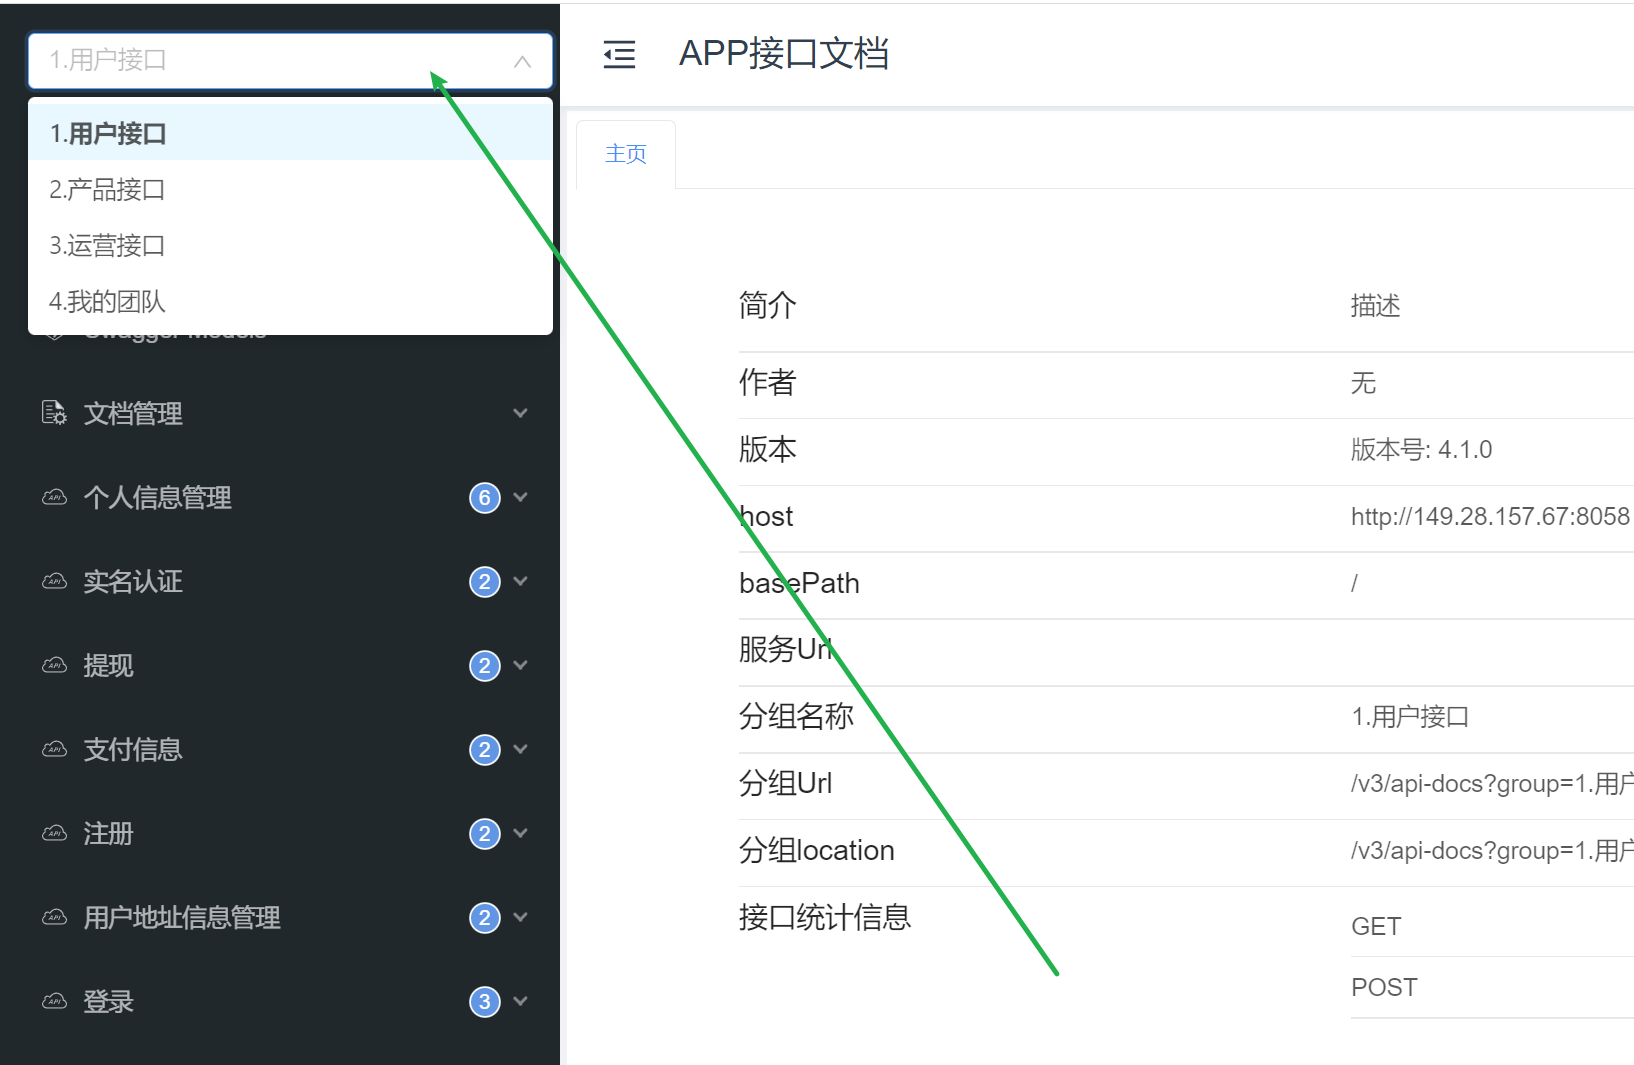 1.用户接口
1.用户接口
2.产品接口
3.运营接口
4.我的团队
Swagger Models
文档管理
个人信息管理 6
实名认证 2
提现 2
支付信息 2
注册 2
用户地址信息管理 2
登录 3
APP接口文档
主页
简介 描述
作者 无
版本 版本号: 4.1.0
host http://149.28.157.67:8058
basePath /
服务Url
分组名称 1.用户接口
分组Url /v3/api-docs?group=1.用户
分组location /v3/api-docs?group=1.用户
接口统计信息 GET
POST